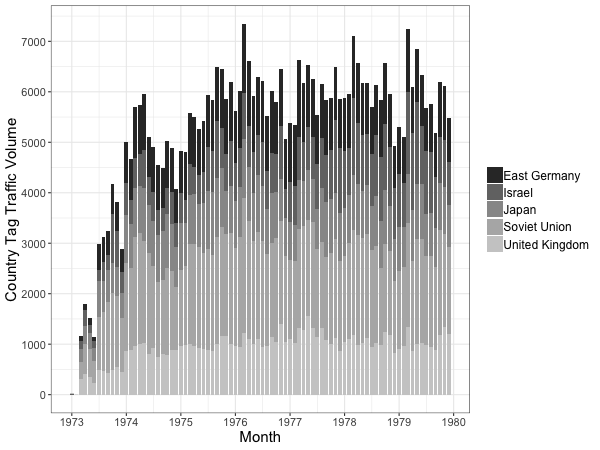 Country Tag Traffic Volume
7000
6000
5000
4000
3000
2000
1000
0
1973 1974 1975 1976 1977 1978 1979 1980
Month
East Germany
Israel
Japan
Soviet Union
United Kingdom